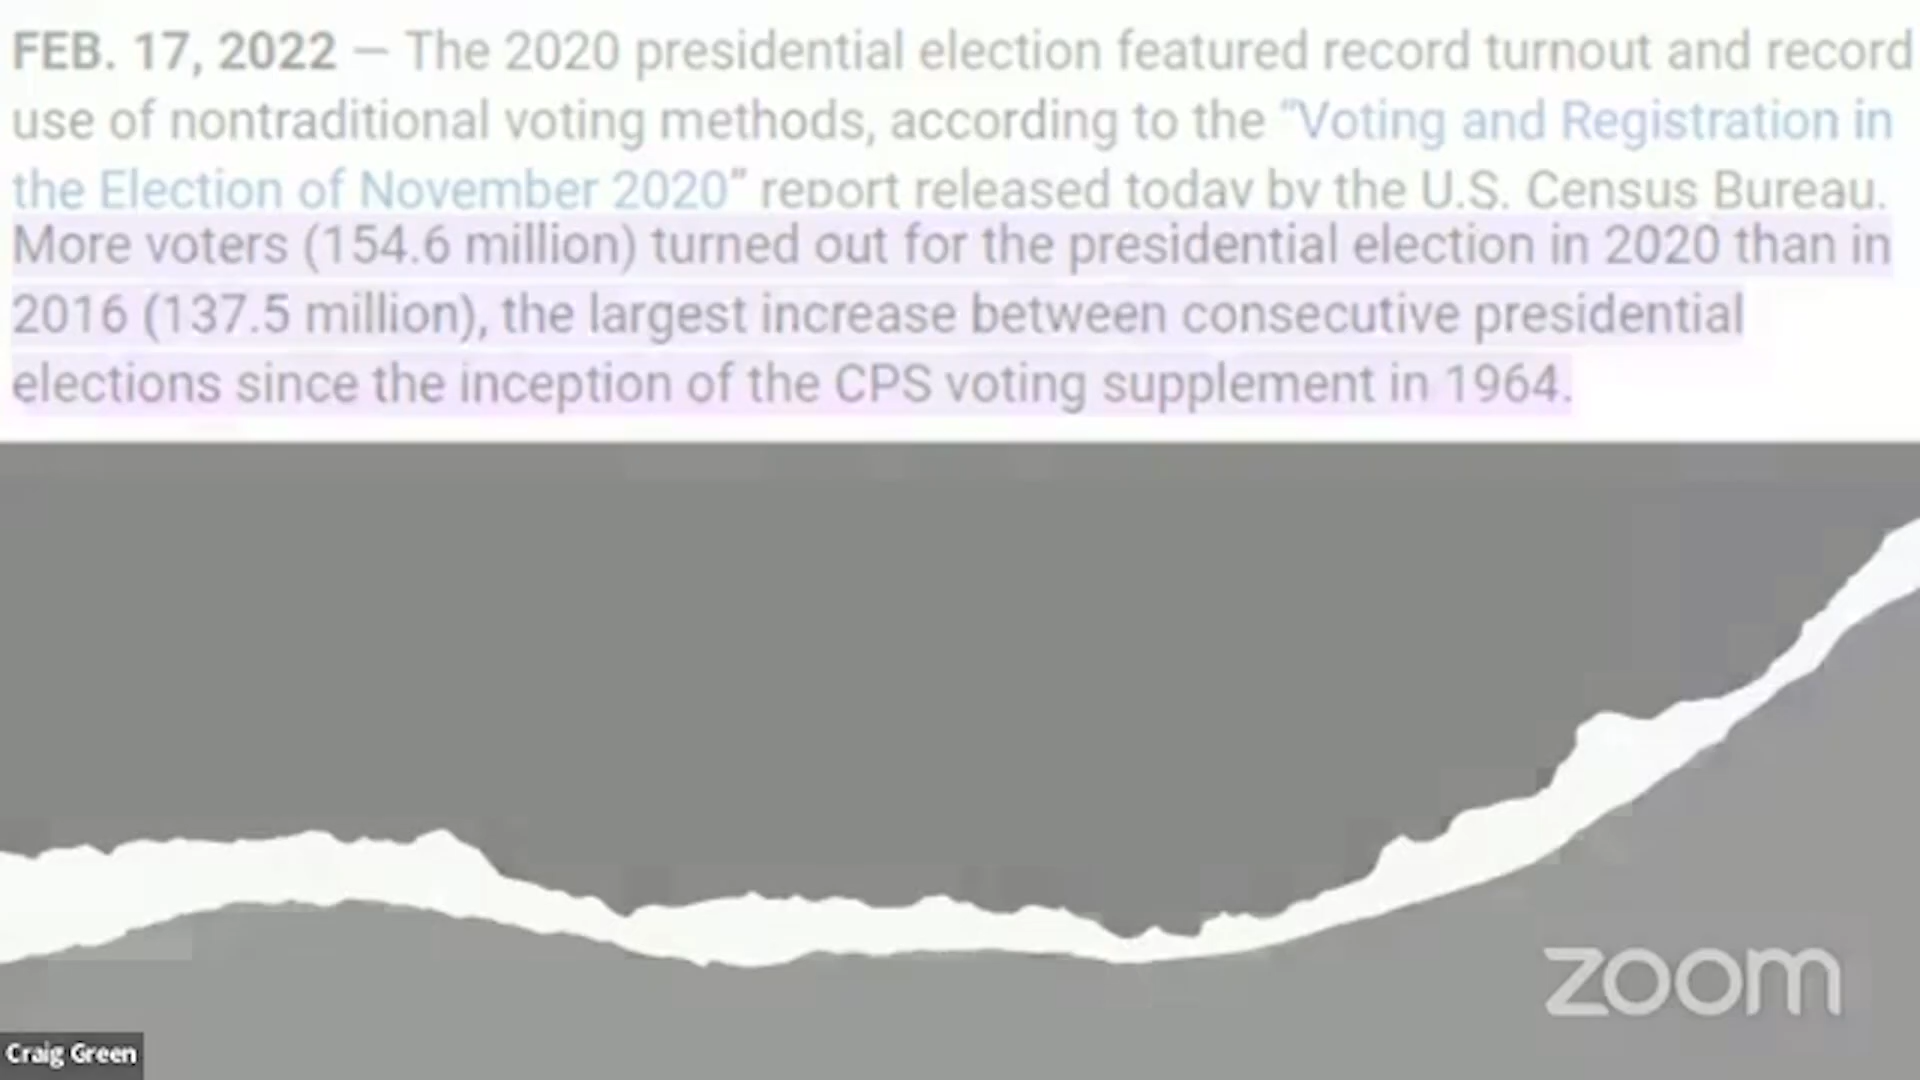 FEB. 17, 2022 — The 2020 presidential election featured record turnout and record
use of nontraditional voting methods, according to the “Voting and Registration in
the Election of November 2020” report released today by the U.S. Census Bureau.
More voters (154.6 million) turned out for the presidential election in 2020 than in
2016 (137.5 million), the largest increase between consecutive presidential
elections since the inception of the CPS voting supplement in 1964.
zoom
Craig Green